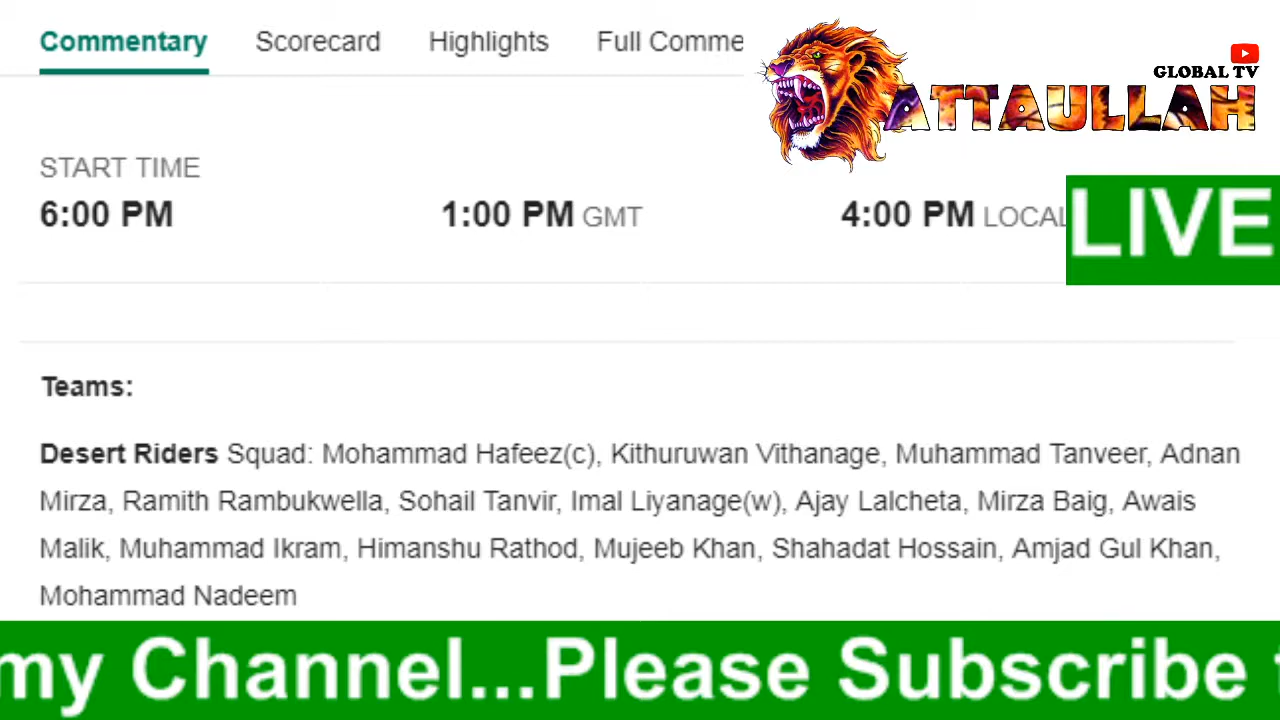 Commentary Scorecard Highlights Full Comme
GLOBAL TV
ATTAULLAH
START TIME
6:00 PM 1:00 PM GMT 4:00 PM LOCAL
LIVE
Teams:
Desert Riders Squad: Mohammad Hafeez(c), Kithuruwan Vithanage, Muhammad Tanveer, Adnan
Mirza, Ramith Rambukwella, Sohail Tanvir, Imal Liyanage(w), Ajay Lalcheta, Mirza Baig, Awais
Malik, Muhammad Ikram, Himanshu Rathod, Mujeeb Khan, Shahadat Hossain, Amjad Gul Khan,
Mohammad Nadeem
my Channel...Please Subscribe